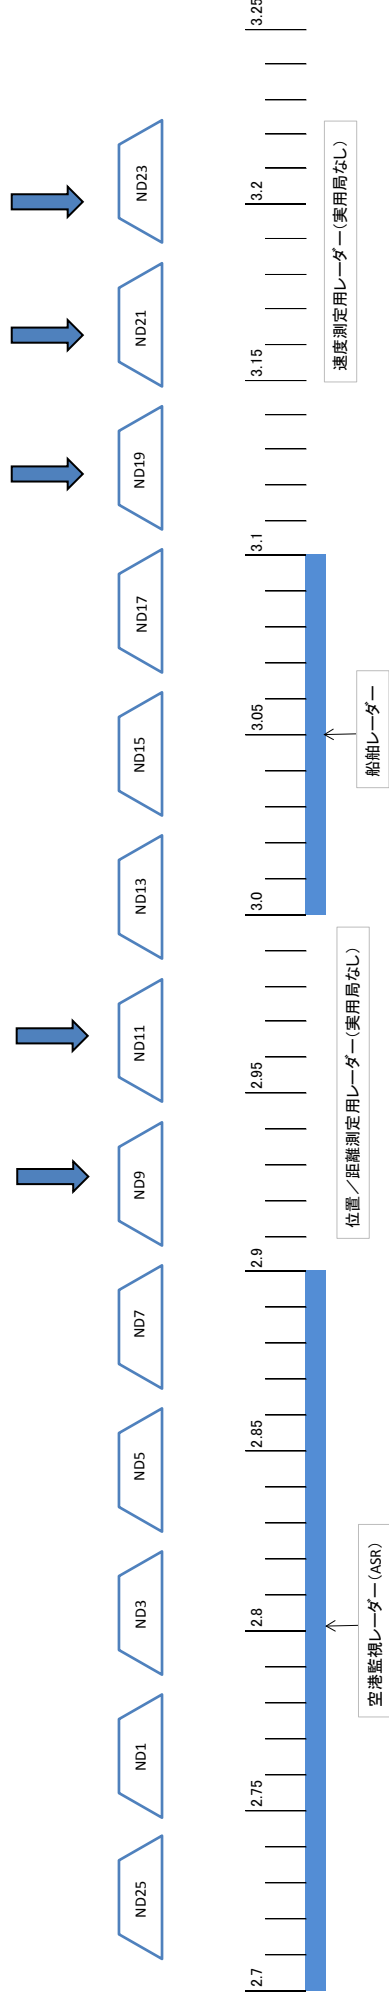 ND25
ND1
ND3
ND5
ND7
ND9
ND11
ND13
ND15
ND17
ND19
ND21
ND23
2.7
2.75
2.8
2.85
2.9
2.95
3.0
3.05
3.1
3.15
3.2
3.25
空港監視レーダー(ASR)
位置/距離測定用レーダー(実用局なし)
船舶レーダー
速度測定用レーダー(実用局なし)